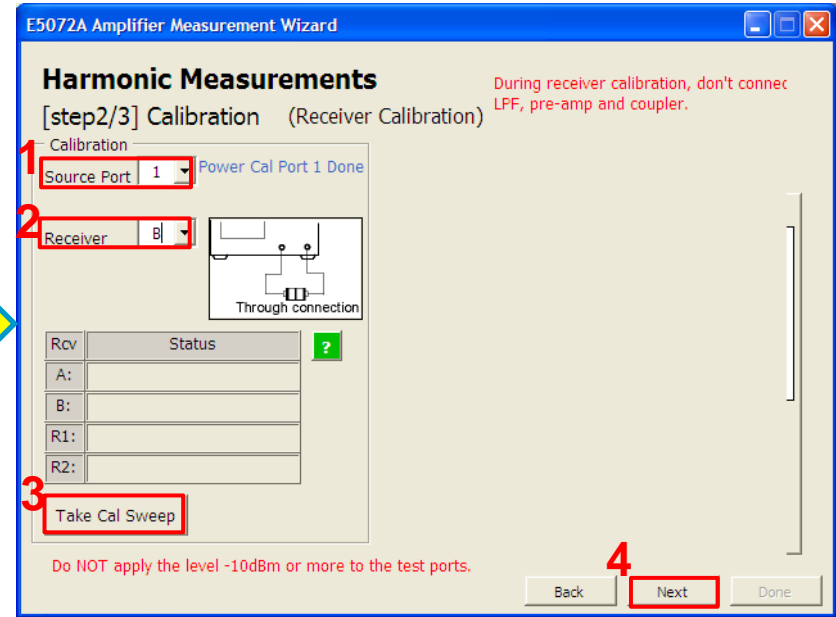 E5072A Amplifier Measurement Wizard
Harmonic Measurements
During receiver calibration, don't connec
LPF, pre-amp and coupler.
[step2/3] Calibration (Receiver Calibration)
Calibration
1
Source Port 1 Power Cal Port 1 Done
2
Receiver B
Through connection
Rcv Status
?
A:
B:
R1:
R2:
3
Take Cal Sweep
Do NOT apply the level -10dBm or more to the test ports.
4
Back Next Done